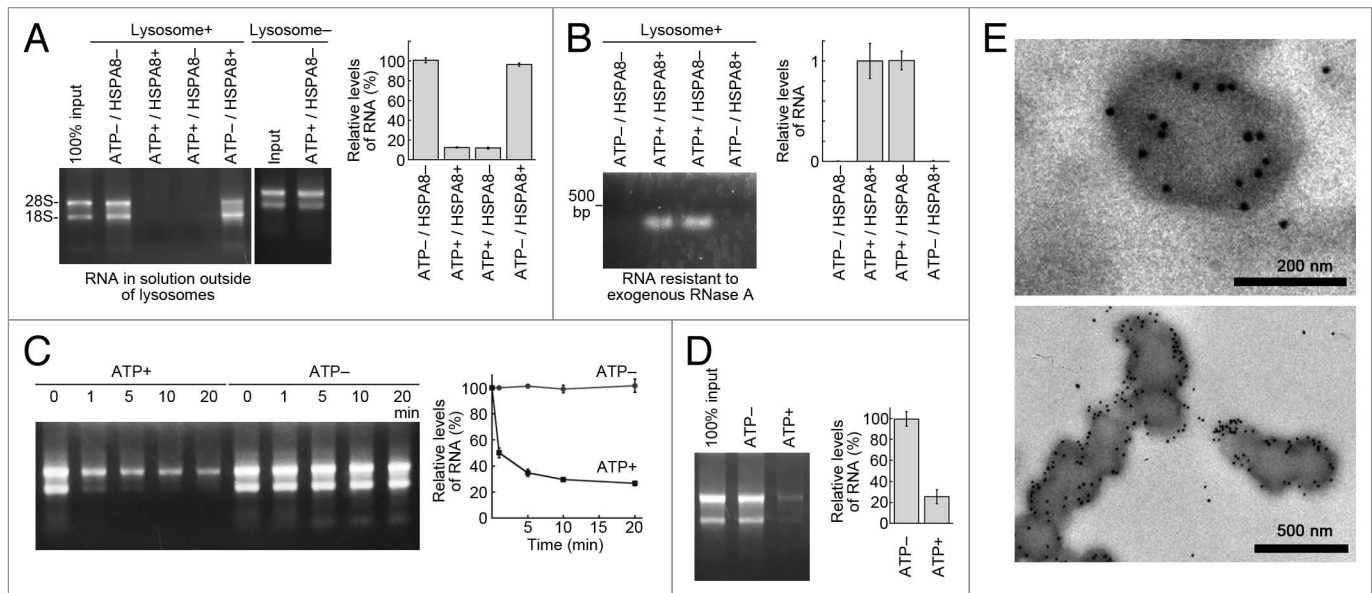 A
Lysosome+
Lysosome–
100% input
ATP– / HSPA8–
ATP+ / HSPA8+
ATP+ / HSPA8–
ATP– / HSPA8+
Input
ATP+ / HSPA8–
28S-
18S-
RNA in solution outside
of lysosomes
Relative levels
of RNA (%)
100
80
60
40
20
0
ATP– / HSPA8–
ATP+ / HSPA8+
ATP+ / HSPA8–
ATP– / HSPA8+
B
Lysosome+
ATP– / HSPA8–
ATP+ / HSPA8+
ATP+ / HSPA8–
ATP– / HSPA8+
500
bp
RNA resistant to
exogenous RNase A
Relative levels
of RNA
1
0
ATP– / HSPA8–
ATP+ / HSPA8+
ATP+ / HSPA8–
ATP– / HSPA8+
C
ATP+
ATP–
0 1 5 10 20 0 1 5 10 20
min
Relative levels
of RNA (%)
100
80
60
40
20
0
ATP–
ATP+
5 10 15 20
Time (min)
D
100% input
ATP–
ATP+
Relative levels
of RNA (%)
100
80
60
40
20
0
ATP–
ATP+
E
200 nm
500 nm